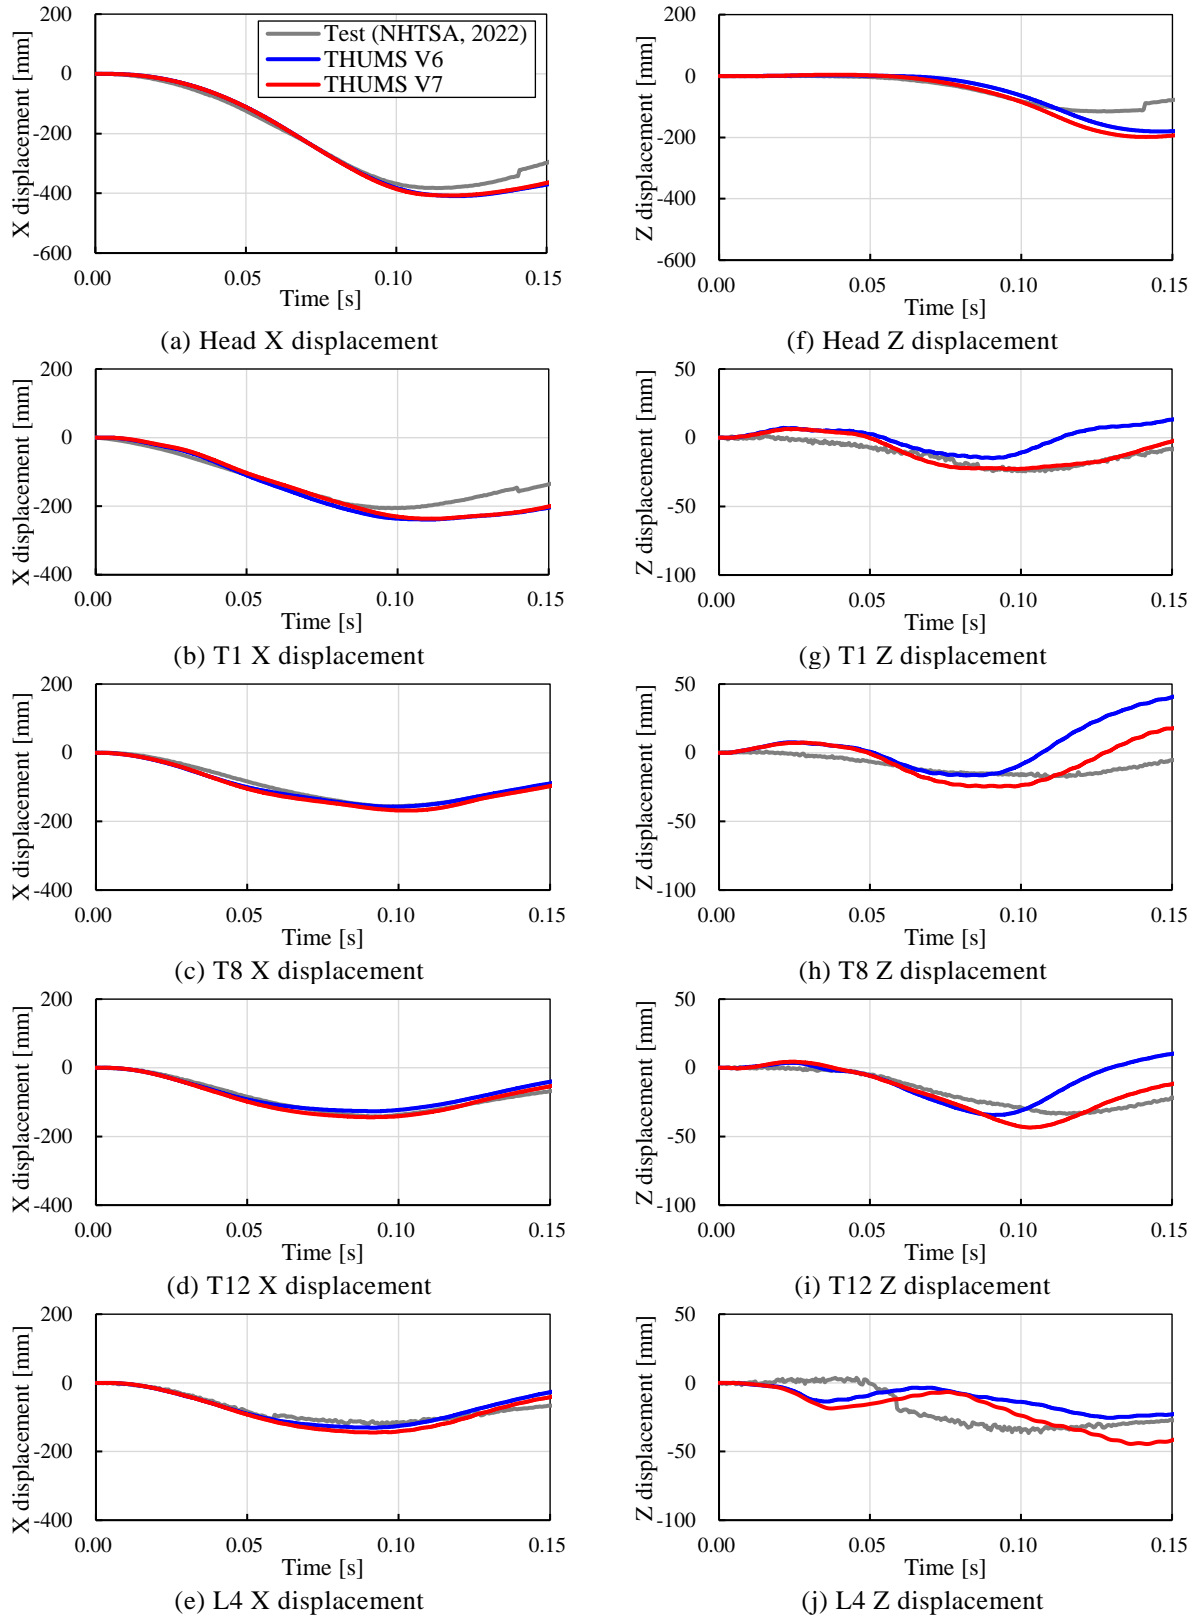 200
0
-200
-400
-600
X displacement [mm]
Test (NHTSA, 2022)
THUMS V6
THUMS V7
0.00 0.05 0.10 0.15
Time [s]
(a) Head X displacement
200
0
-200
-400
-600
Z displacement [mm]
0.00 0.05 0.10 0.15
Time [s]
(f) Head Z displacement
200
0
-200
-400
X displacement [mm]
0.00 0.05 0.10 0.15
Time [s]
(b) T1 X displacement
50
0
-50
-100
Z displacement [mm]
0.00 0.05 0.10 0.15
Time [s]
(g) T1 Z displacement
200
0
-200
-400
X displacement [mm]
0.00 0.05 0.10 0.15
Time [s]
(c) T8 X displacement
50
0
-50
-100
Z displacement [mm]
0.00 0.05 0.10 0.15
Time [s]
(h) T8 Z displacement
200
0
-200
-400
X displacement [mm]
0.00 0.05 0.10 0.15
Time [s]
(d) T12 X displacement
50
0
-50
-100
Z displacement [mm]
0.00 0.05 0.10 0.15
Time [s]
(i) T12 Z displacement
200
0
-200
-400
X displacement [mm]
0.00 0.05 0.10 0.15
Time [s]
(e) L4 X displacement
50
0
-50
-100
Z displacement [mm]
0.00 0.05 0.10 0.15
Time [s]
(j) L4 Z displacement